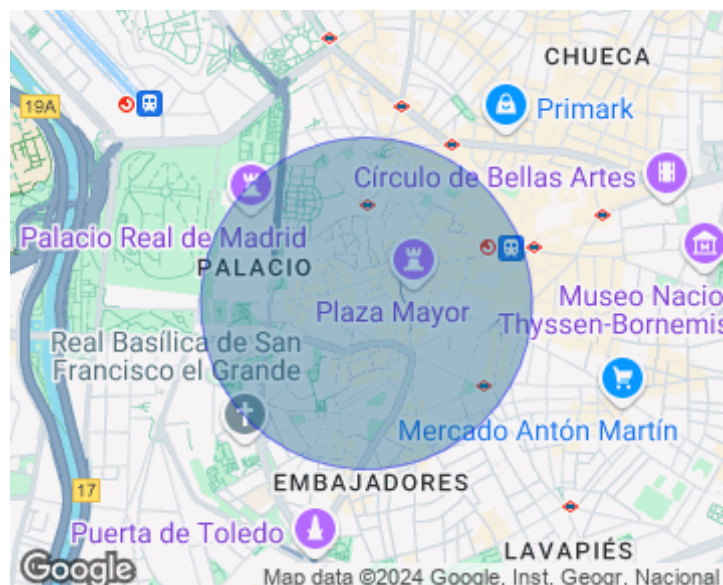 CHUECA
19A
Primark
Círculo de Bellas Artes
Palacio Real de Madrid
PALACIO
Plaza Mayor
Museo Nacio
Thyssen-Bornemis
Real Basílica de San
Francisco el Grande
Mercado Antón Martín
EMBAJADORES
17
Puerta de Toledo
LAVAPIÉS
Google
Map data ©2024 Google, Inst. Geogr. Nacional